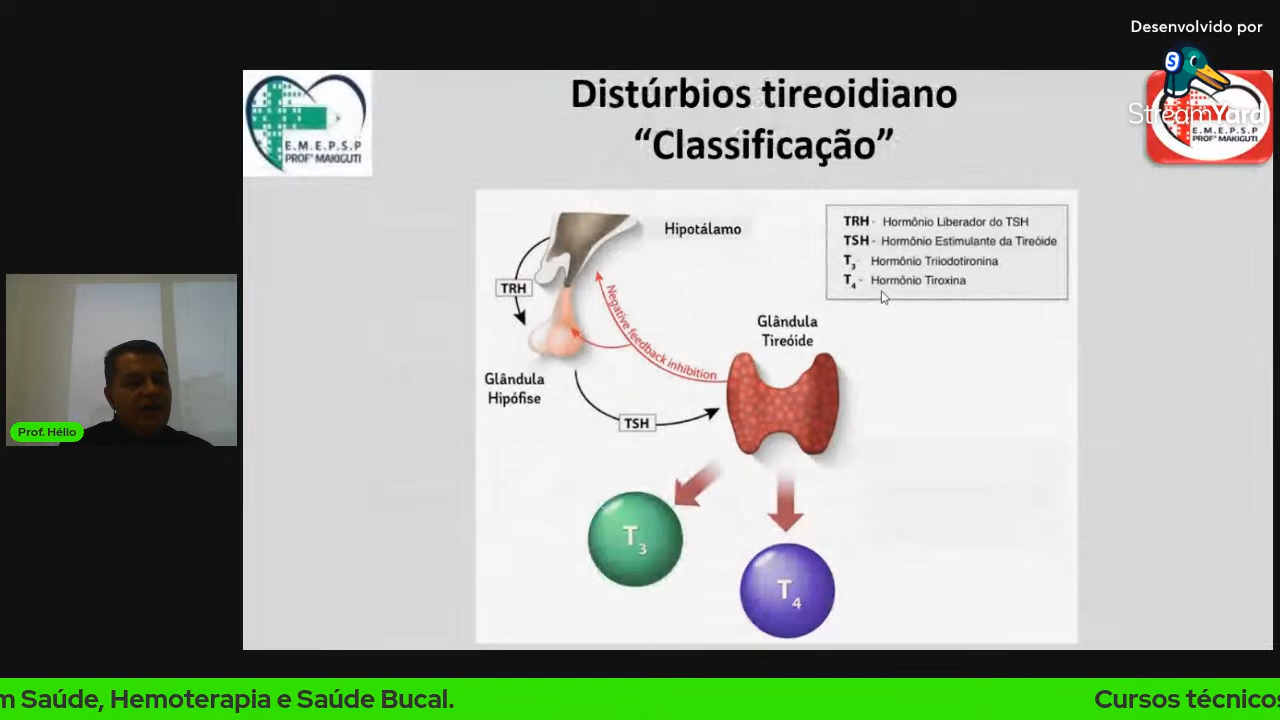 Desenvolvido por
StreamYard
Distúrbios tireoidiano
“Classificação”
E.M.E.P.S.P
PROFº MAKIGUTI
E.M.E.P.S.P
PROFº MAKIGUTI
Hipotálamo
TRH - Hormônio Liberador do TSH
TSH - Hormônio Estimulante da Tireóide
T3 - Hormônio Triiodotironina
T4 - Hormônio Tiroxina
TRH
Negative feedback inhibition
Glândula
Tireóide
Glândula
Hipófise
TSH
T3
T4
Prof. Hélio
m Saúde, Hemoterapia e Saúde Bucal.
Cursos técnicos